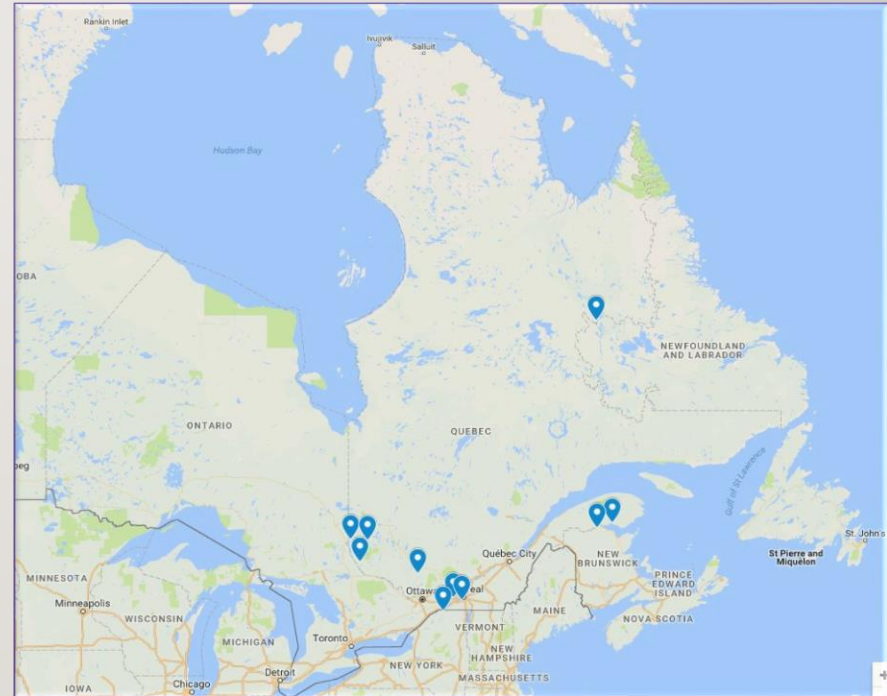 Rankin Inlet
Ivujivik
Salluit
Hudson Bay
OBA
NEWFOUNDLAND
AND LABRADOR
ONTARIO
QUEBEC
peg
Gulf of St Lawrence
St. John's
St Pierre and
Miquelon
Québec City
NEW
BRUNSWICK
PRINCE
EDWARD
ISLAND
MINNESOTA
Minneapolis
Ottawa
eal
MAINE
NOVA SCOTIA
WISCONSIN
VERMONT
MICHIGAN
Toronto
NEW
HAMPSHIRE
NEW YORK
Detroit
MASSACHUSETTS
IOWA
Chicago
+